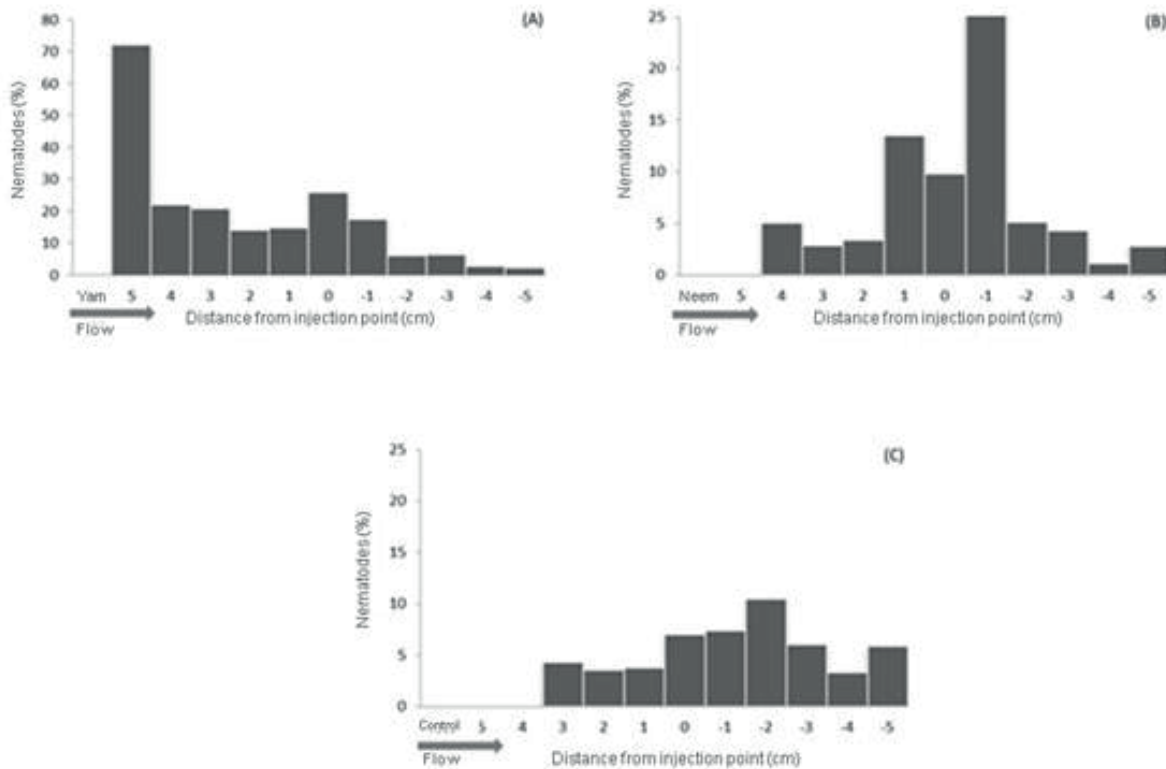 (A)
Nematodes (%)
80
70
60
50
40
30
20
10
0
Yam 5 4 3 2 1 0 -1 -2 -3 -4 -5
Distance from injection point (cm)
Flow
(B)
Nematodes (%)
25
20
15
10
5
0
Neem 5 4 3 2 1 0 -1 -2 -3 -4 -5
Distance from injection point (cm)
Flow
(C)
Nematodes (%)
25
20
15
10
5
0
Control 5 4 3 2 1 0 -1 -2 -3 -4 -5
Distance from injection point (cm)
Flow